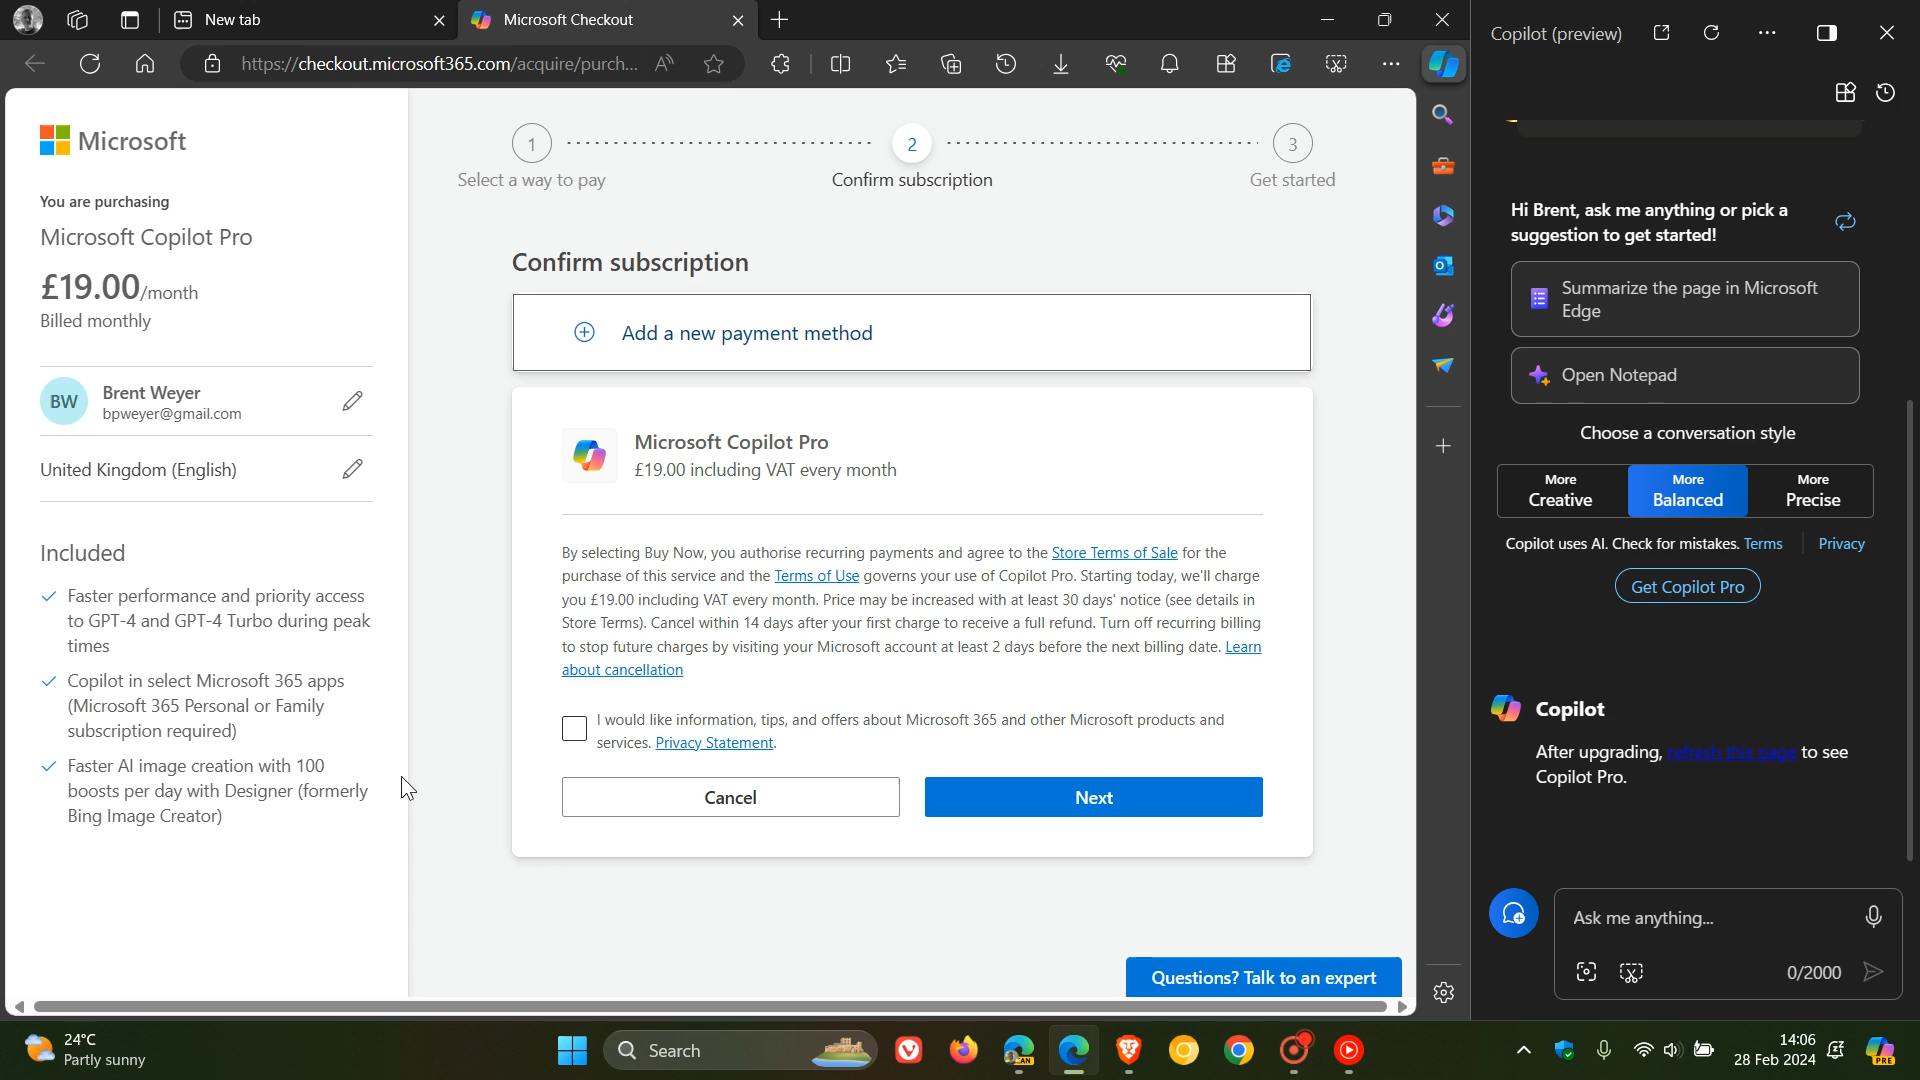 New tab
Microsoft Checkout
https://checkout.microsoft365.com/acquire/purch...
Microsoft
You are purchasing
Microsoft Copilot Pro
£19.00/month
Billed monthly
BW
Brent Weyer
bpweyer@gmail.com
United Kingdom (English)
Included
Faster performance and priority access
to GPT-4 and GPT-4 Turbo during peak
times
Copilot in select Microsoft 365 apps
(Microsoft 365 Personal or Family
subscription required)
Faster AI image creation with 100
boosts per day with Designer (formerly
Bing Image Creator)
1
2
3
Select a way to pay
Confirm subscription
Get started
Confirm subscription
Add a new payment method
Microsoft Copilot Pro
£19.00 including VAT every month
By selecting Buy Now, you authorise recurring payments and agree to the Store Terms of Sale for the
purchase of this service and the Terms of Use governs your use of Copilot Pro. Starting today, we'll charge
you £19.00 including VAT every month. Price may be increased with at least 30 days' notice (see details in
Store Terms). Cancel within 14 days after your first charge to receive a full refund. Turn off recurring billing
to stop future charges by visiting your Microsoft account at least 2 days before the next billing date. Learn
about cancellation
I would like information, tips, and offers about Microsoft 365 and other Microsoft products and
services. Privacy Statement.
Cancel
Next
Questions? Talk to an expert
Copilot (preview)
Hi Brent, ask me anything or pick a
suggestion to get started!
Summarize the page in Microsoft
Edge
Open Notepad
Choose a conversation style
More
Creative
More
Balanced
More
Precise
Copilot uses AI. Check for mistakes. Terms
Privacy
Get Copilot Pro
Copilot
After upgrading, refresh this page to see
Copilot Pro.
Ask me anything...
0/2000
24°C
Partly sunny
Search
CAN
14:06
28 Feb 2024
PRE